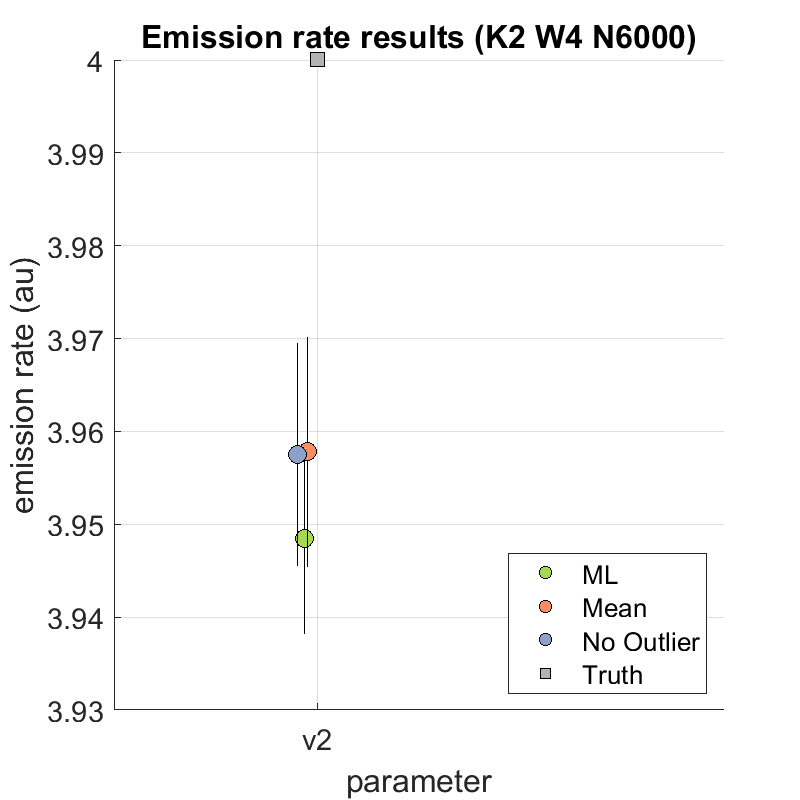 Emission rate results (K2 W4 N6000)
4
3.99
3.98
3.97
3.96
3.95
3.94
3.93
emission rate (au)
v2
parameter
ML
Mean
No Outlier
Truth